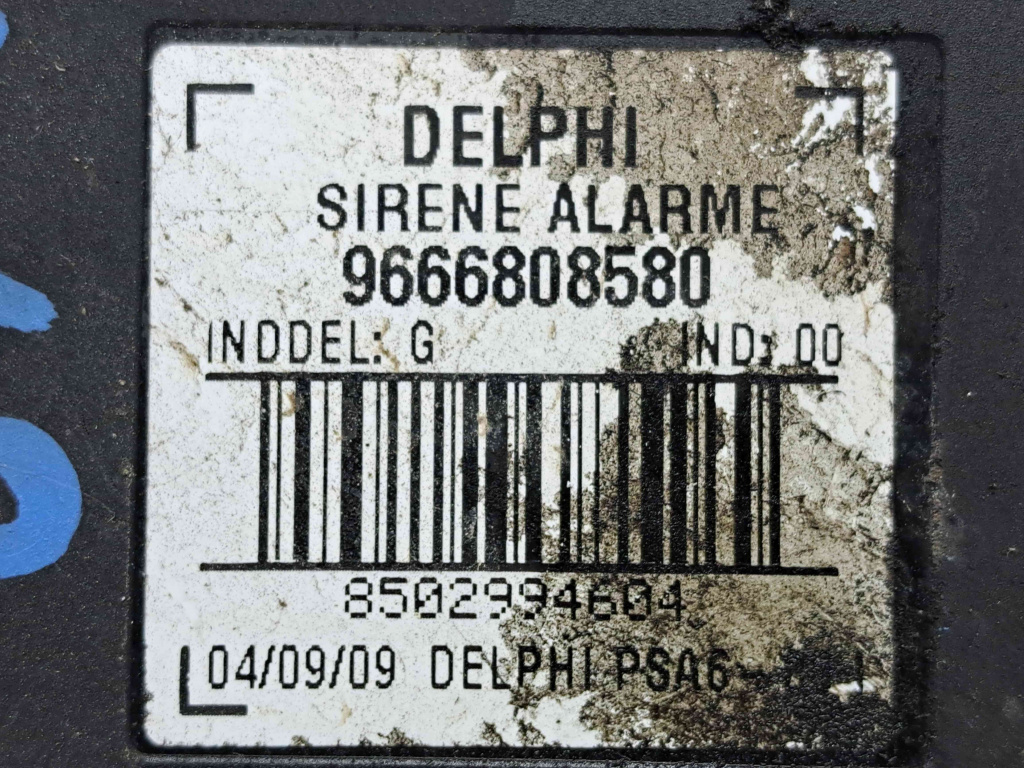 DELPHI
SIRENE ALARME
9666808580
INDDEL: G IND: 00
8502994604
04/09/09 DELPHI-PSA6